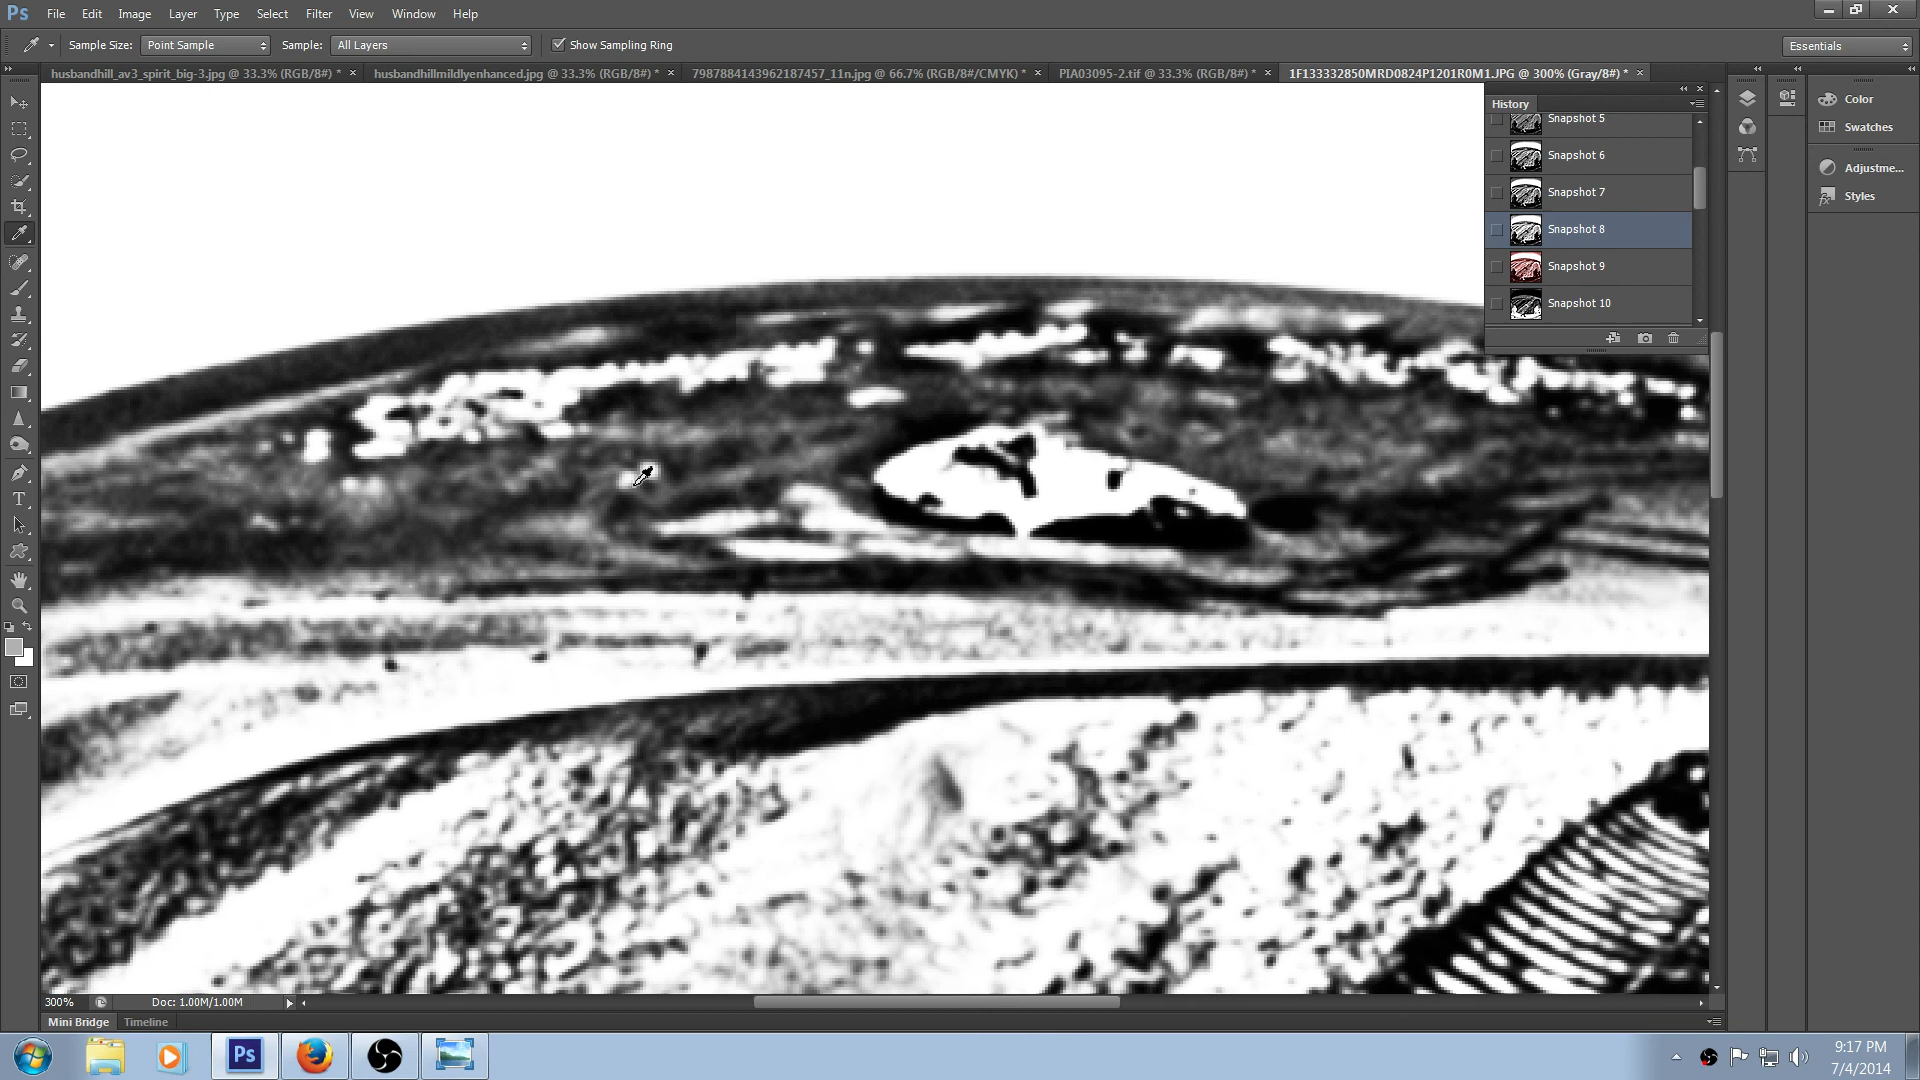 Ps File Edit Image Layer Type Select Filter View Window Help
Sample Size: Point Sample Sample: All Layers Show Sampling Ring Essentials
husbandhill_av3_spirit_big-3.jpg @ 33.3% (RGB/8#) * husbandhillmildlyenhanced.jpg @ 33.3% (RGB/8#) * 7987884143962187457_11n.jpg @ 66.7% (RGB/8#/CMYK) * PIA03095-2.tif @ 33.3% (RGB/8#) * 1F133332850MRD0824P1201R0M1.JPG @ 300% (Gray/8#) *
History
Color
Snapshot 5
Swatches
Snapshot 6
Adjustme...
Snapshot 7
Styles
Snapshot 8
Snapshot 9
Snapshot 10
300% Doc: 1.00M/1.00M
Mini Bridge Timeline
Ps
9:17 PM
7/4/2014